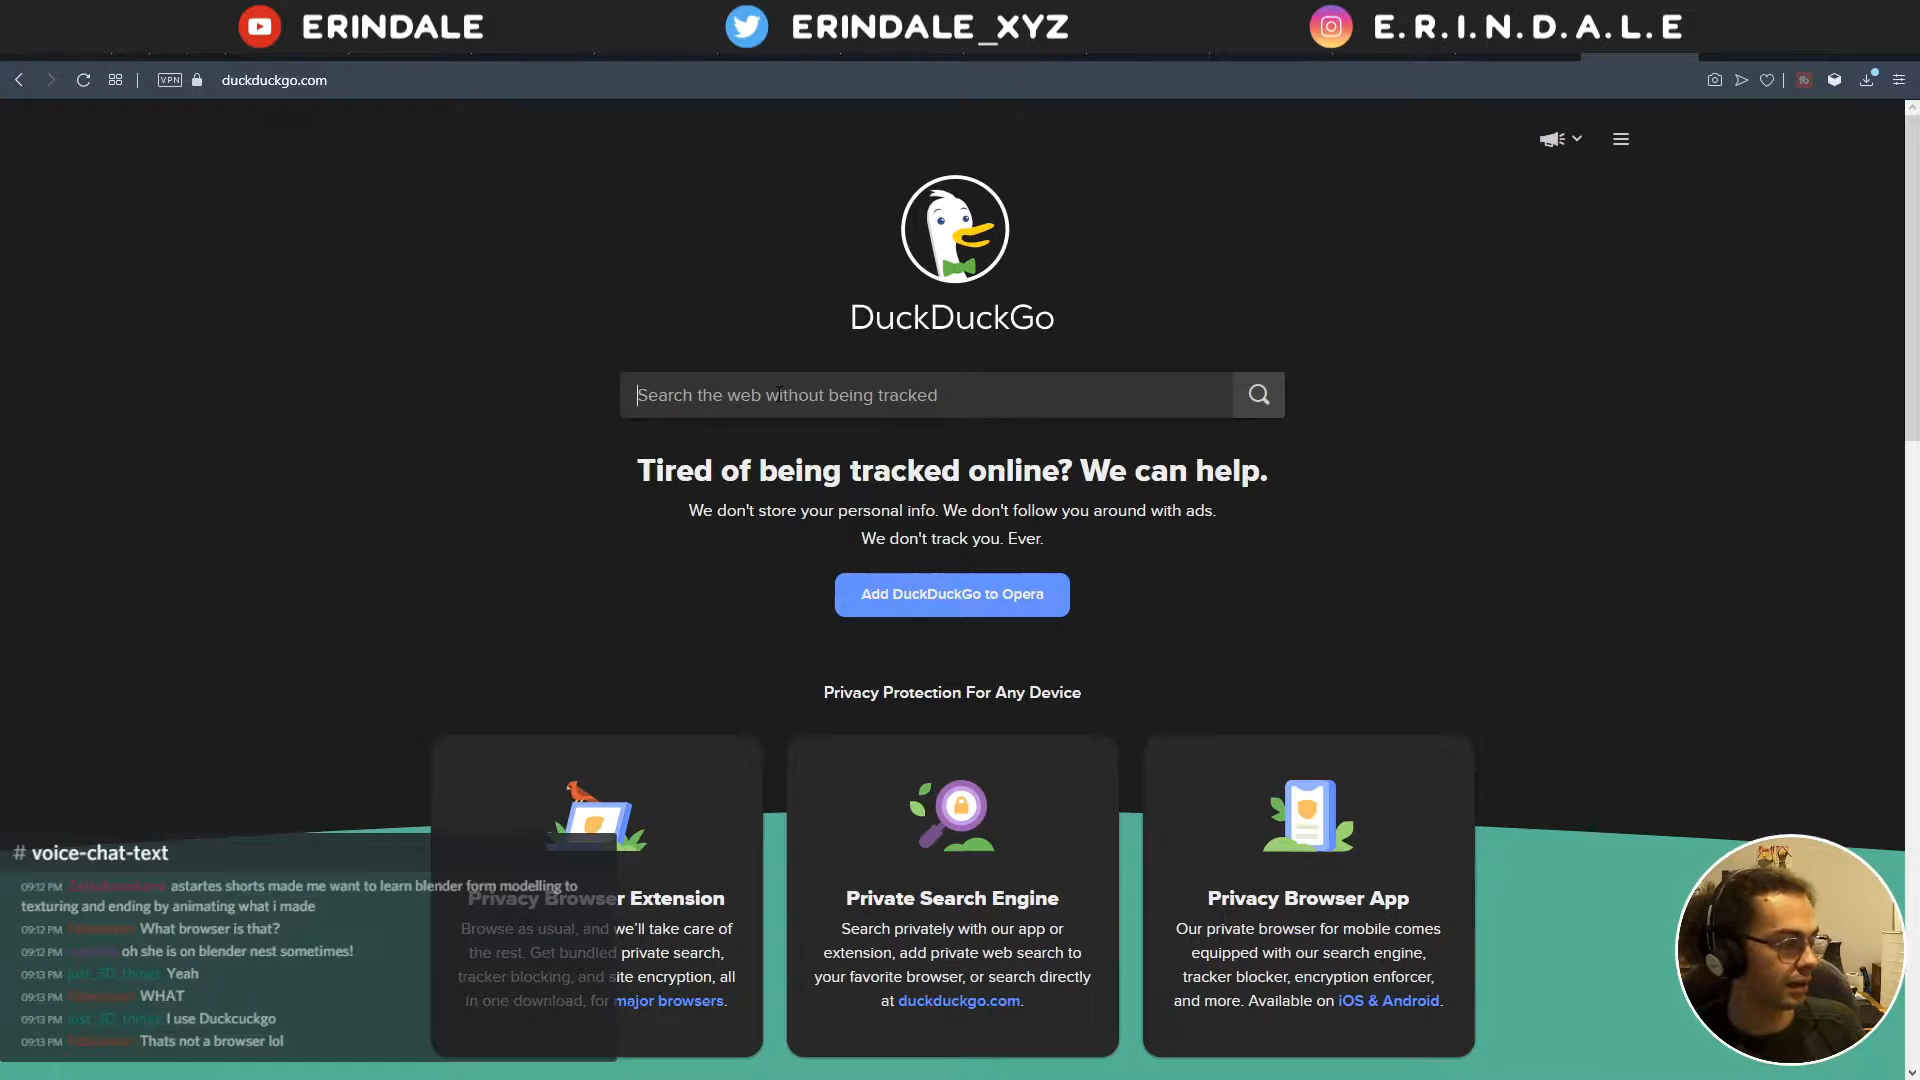 ERINDALE
ERINDALE_XYZ
E.R.I.N.D.A.L.E
VPN
duckduckgo.com
DuckDuckGo
Search the web without being tracked
Tired of being tracked online? We can help.
We don't store your personal info. We don't follow you around with ads.
We don't track you. Ever.
Add DuckDuckGo to Opera
Privacy Protection For Any Device
Privacy Browser Extension
Browse as usual, and we'll take care of
the rest. Get bundled private search,
tracker blocking, and site encryption, all
in one download, for major browsers.
Private Search Engine
Search privately with our app or
extension, add private web search to
your favorite browser, or search directly
at duckduckgo.com.
Privacy Browser App
Our private browser for mobile comes
equipped with our search engine,
tracker blocker, encryption enforcer,
and more. Available on iOS & Android.
# voice-chat-text
09:12 PM astartes shorts made me want to learn blender form modelling to
texturing and ending by animating what i made
09:12 PM What browser is that?
09:12 PM oh she is on blender nest sometimes!
09:13 PM just_3D_things Yeah
09:13 PM WHAT
09:13 PM just_3D_things I use Duckcuckgo
09:13 PM Thats not a browser lol